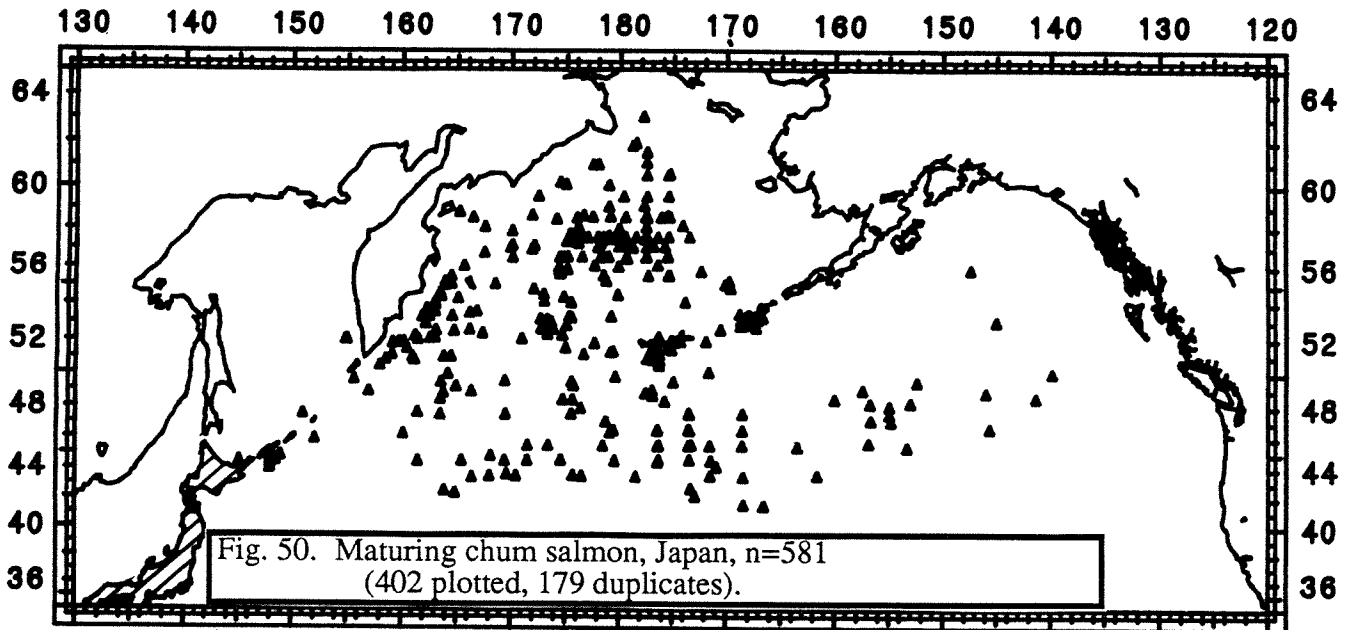 130 140 150 160 170 180 170 160 150 140 130 120
64 64
60 60
56 56
52 52
48 48
44 44
40 40
36 36
Fig. 50. Maturing chum salmon, Japan, n=581
(402 plotted, 179 duplicates).